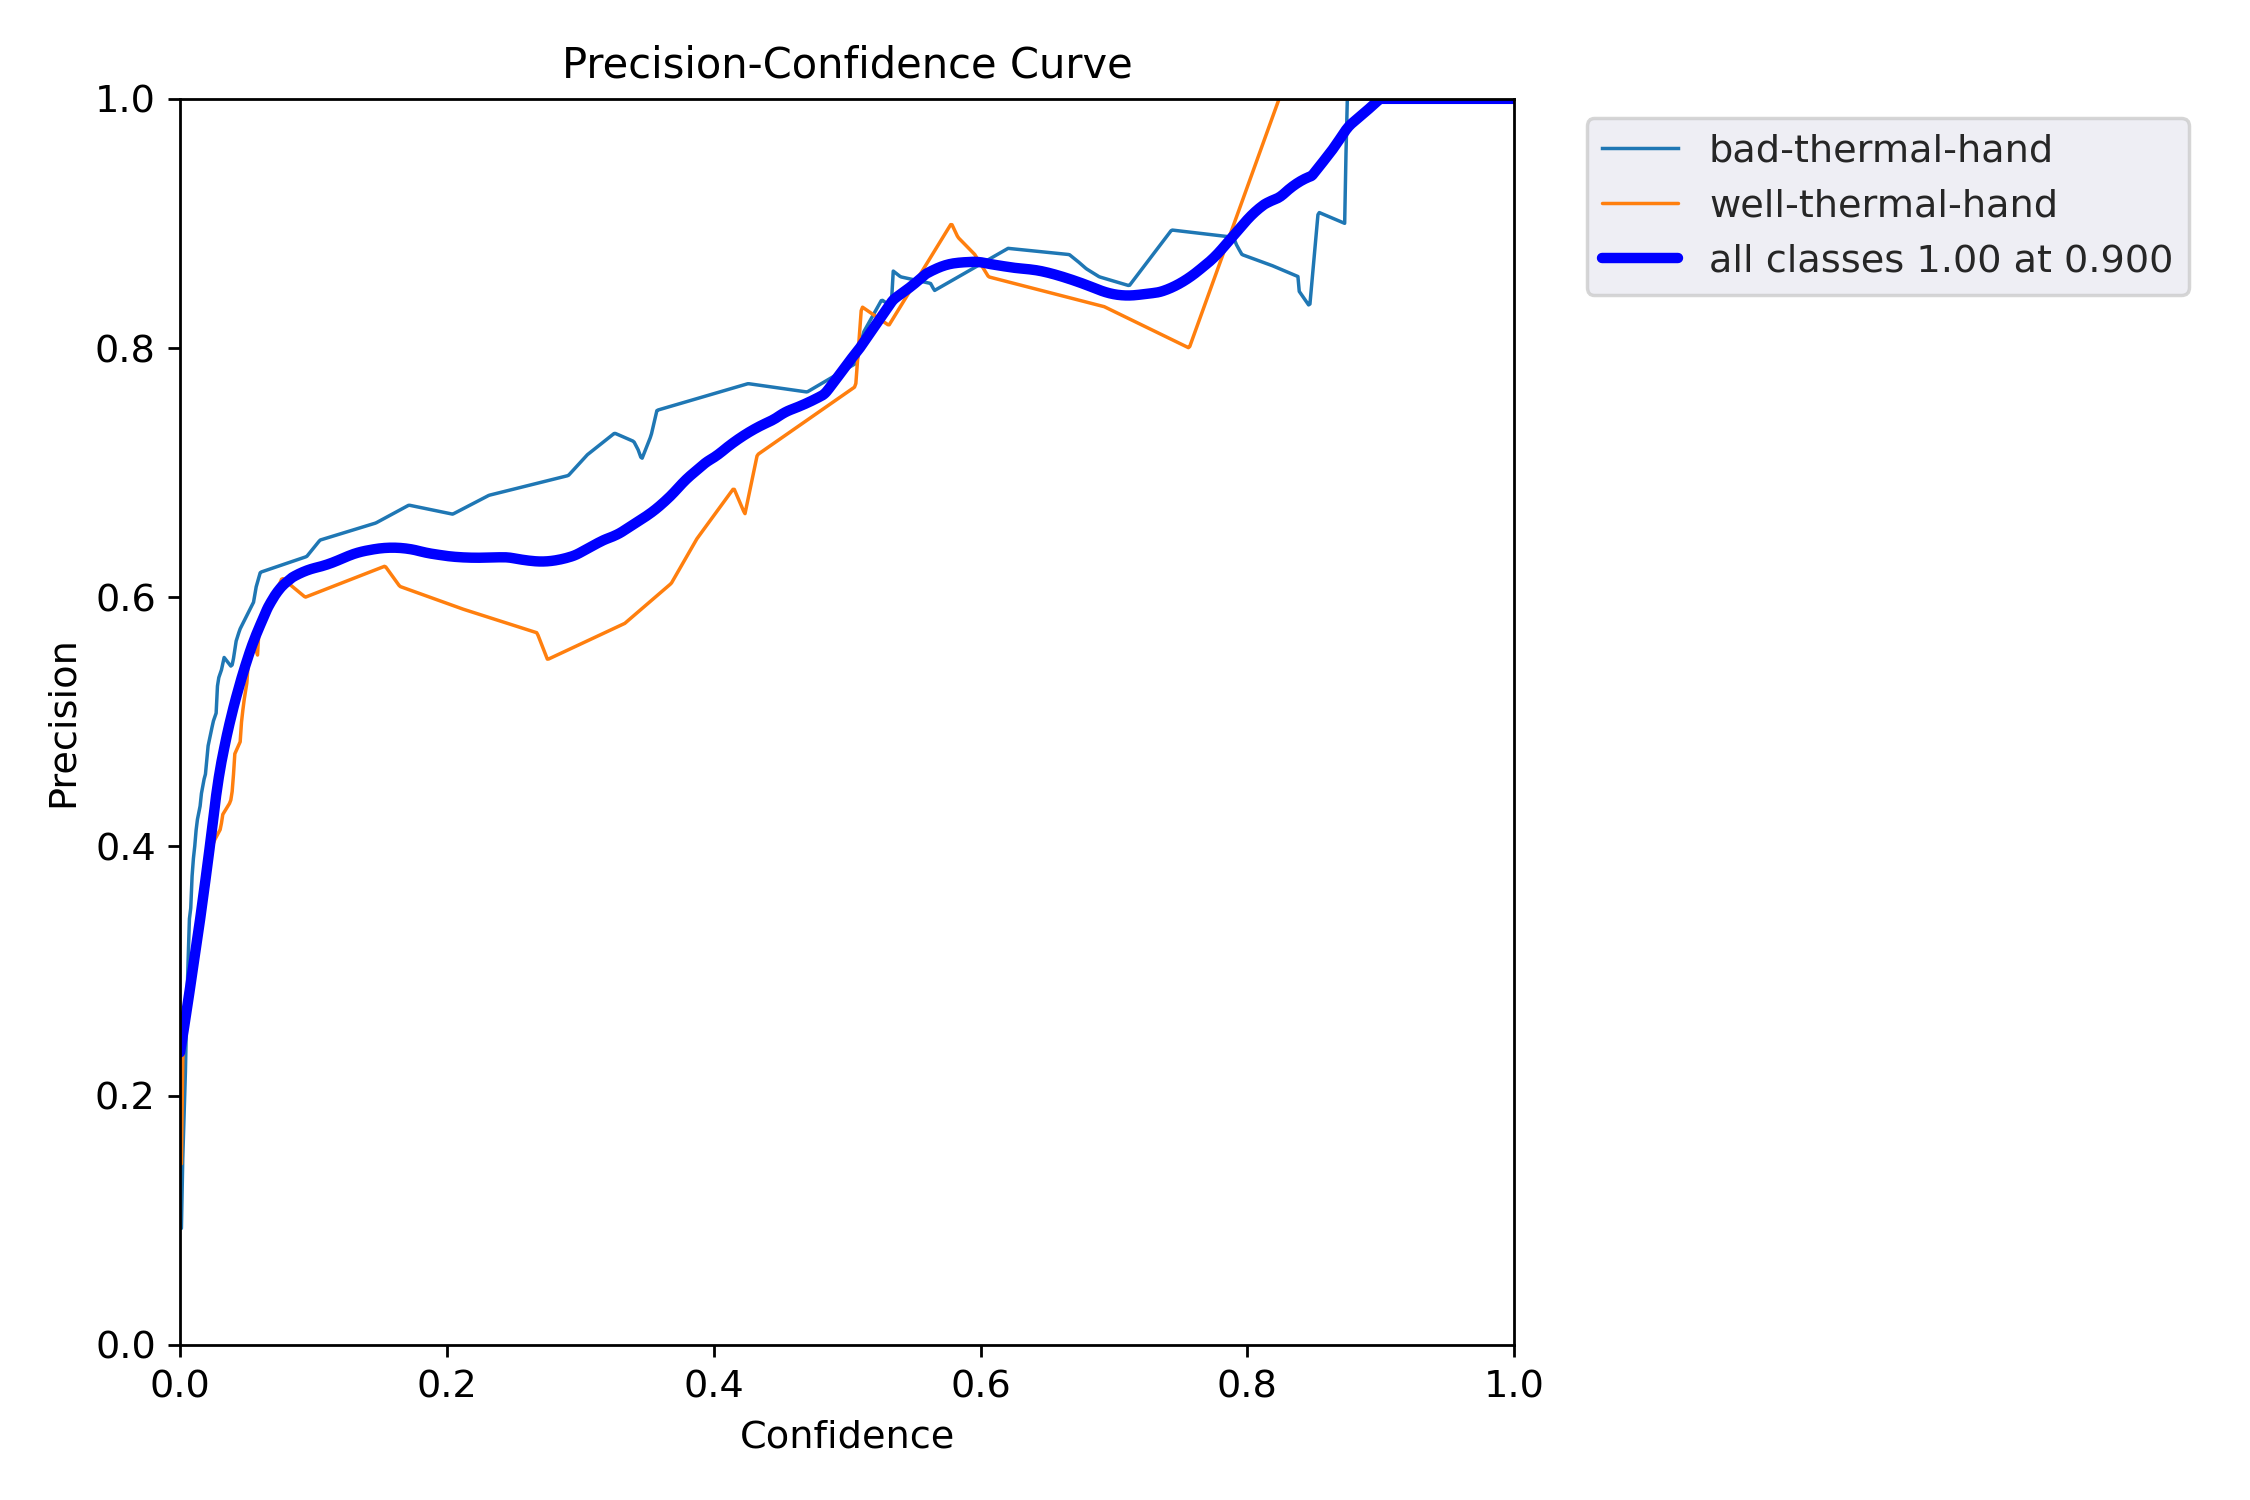 Precision-Confidence Curve
1.0
0.8
0.6
0.4
0.2
0.0
Precision
0.0 0.2 0.4 0.6 0.8 1.0
Confidence
bad-thermal-hand
well-thermal-hand
all classes 1.00 at 0.900